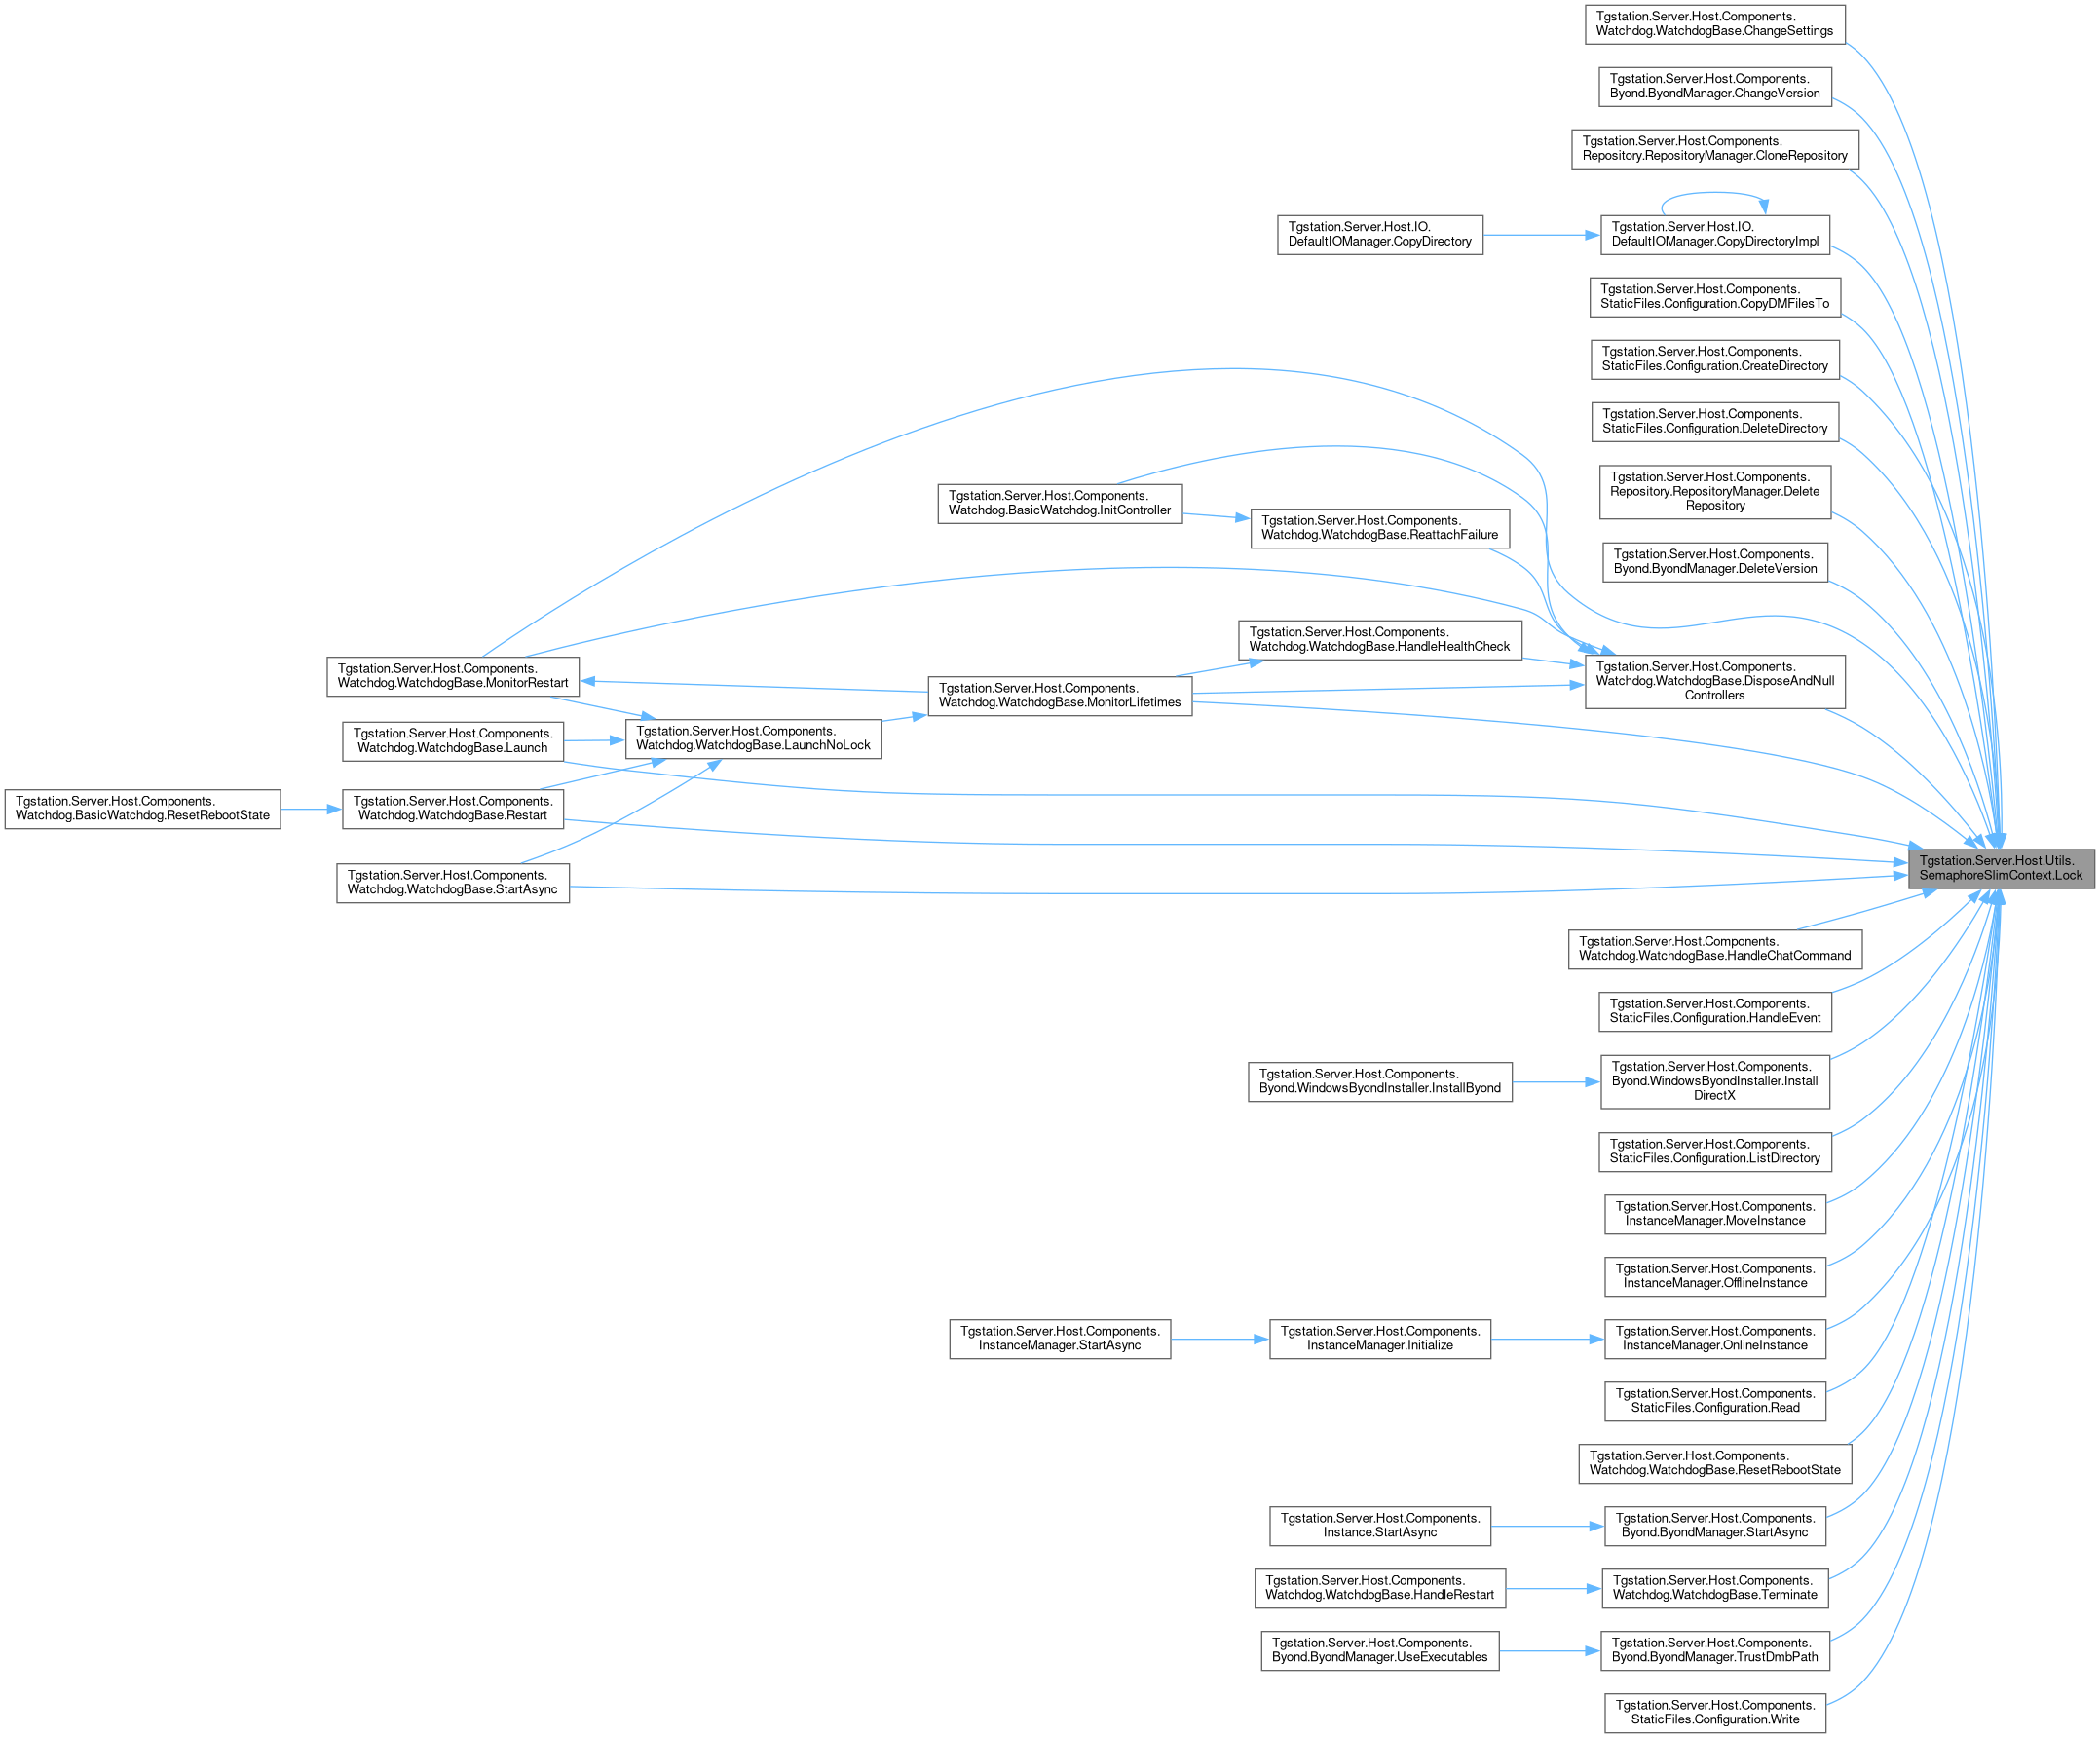 Tgstation.Server.Host.Components.
Watchdog.WatchdogBase.ChangeSettings
Tgstation.Server.Host.Components.
Byond.ByondManager.ChangeVersion
Tgstation.Server.Host.Components.
Repository.RepositoryManager.CloneRepository
Tgstation.Server.Host.IO.
DefaultIOManager.CopyDirectory
Tgstation.Server.Host.IO.
DefaultIOManager.CopyDirectoryImpl
Tgstation.Server.Host.Components.
StaticFiles.Configuration.CopyDMFilesTo
Tgstation.Server.Host.Components.
StaticFiles.Configuration.CreateDirectory
Tgstation.Server.Host.Components.
StaticFiles.Configuration.DeleteDirectory
Tgstation.Server.Host.Components.
Repository.RepositoryManager.Delete
Repository
Tgstation.Server.Host.Components.
Watchdog.BasicWatchdog.InitController
Tgstation.Server.Host.Components.
Watchdog.WatchdogBase.ReattachFailure
Tgstation.Server.Host.Components.
Byond.ByondManager.DeleteVersion
Tgstation.Server.Host.Components.
Watchdog.WatchdogBase.HandleHealthCheck
Tgstation.Server.Host.Components.
Watchdog.WatchdogBase.DisposeAndNull
Controllers
Tgstation.Server.Host.Components.
Watchdog.WatchdogBase.MonitorRestart
Tgstation.Server.Host.Components.
Watchdog.WatchdogBase.MonitorLifetimes
Tgstation.Server.Host.Components.
Watchdog.WatchdogBase.Launch
Tgstation.Server.Host.Components.
Watchdog.WatchdogBase.LaunchNoLock
Tgstation.Server.Host.Components.
Watchdog.BasicWatchdog.ResetRebootState
Tgstation.Server.Host.Components.
Watchdog.WatchdogBase.Restart
Tgstation.Server.Host.Components.
Watchdog.WatchdogBase.StartAsync
Tgstation.Server.Host.Utils.
SemaphoreSlimContext.Lock
Tgstation.Server.Host.Components.
Watchdog.WatchdogBase.HandleChatCommand
Tgstation.Server.Host.Components.
StaticFiles.Configuration.HandleEvent
Tgstation.Server.Host.Components.
Byond.WindowsByondInstaller.InstallByond
Tgstation.Server.Host.Components.
Byond.WindowsByondInstaller.Install
DirectX
Tgstation.Server.Host.Components.
StaticFiles.Configuration.ListDirectory
Tgstation.Server.Host.Components.
InstanceManager.MoveInstance
Tgstation.Server.Host.Components.
InstanceManager.OfflineInstance
Tgstation.Server.Host.Components.
InstanceManager.StartAsync
Tgstation.Server.Host.Components.
InstanceManager.Initialize
Tgstation.Server.Host.Components.
InstanceManager.OnlineInstance
Tgstation.Server.Host.Components.
StaticFiles.Configuration.Read
Tgstation.Server.Host.Components.
Watchdog.WatchdogBase.ResetRebootState
Tgstation.Server.Host.Components.
Instance.StartAsync
Tgstation.Server.Host.Components.
Byond.ByondManager.StartAsync
Tgstation.Server.Host.Components.
Watchdog.WatchdogBase.HandleRestart
Tgstation.Server.Host.Components.
Watchdog.WatchdogBase.Terminate
Tgstation.Server.Host.Components.
Byond.ByondManager.UseExecutables
Tgstation.Server.Host.Components.
Byond.ByondManager.TrustDmbPath
Tgstation.Server.Host.Components.
StaticFiles.Configuration.Write